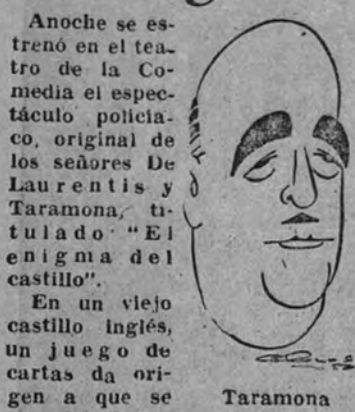 Anoche se es-
trenó en el tea-
tro de la Co-
media el espec-
táculo policía-
co, original de
los señores De
Laurentis y
Taramona, ti-
tulado "El
enigma del
castillo".
En un viejo
castillo inglés,
un juego de
cartas da ori-
gen a que se
Taramona